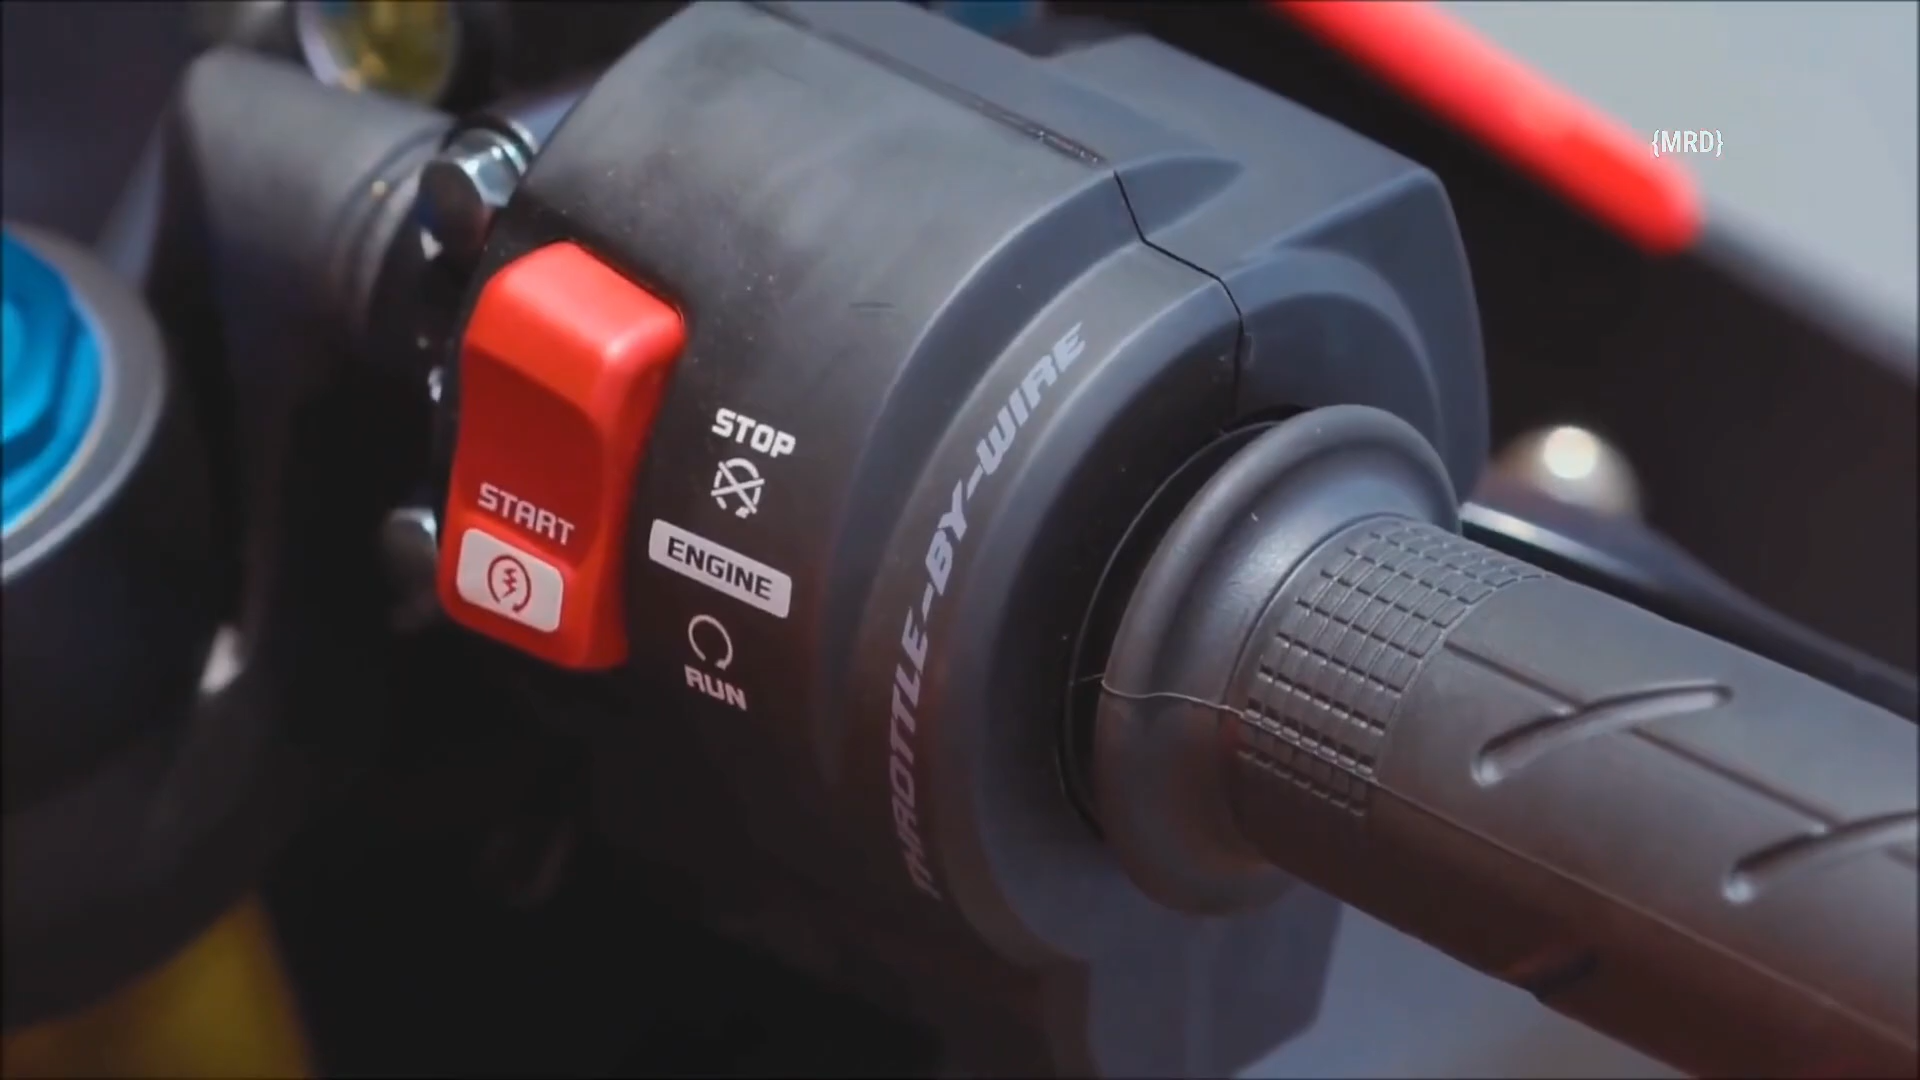 {MRD}
STOP
START
ENGINE
RUN
THROTTLE-BY-WIRE